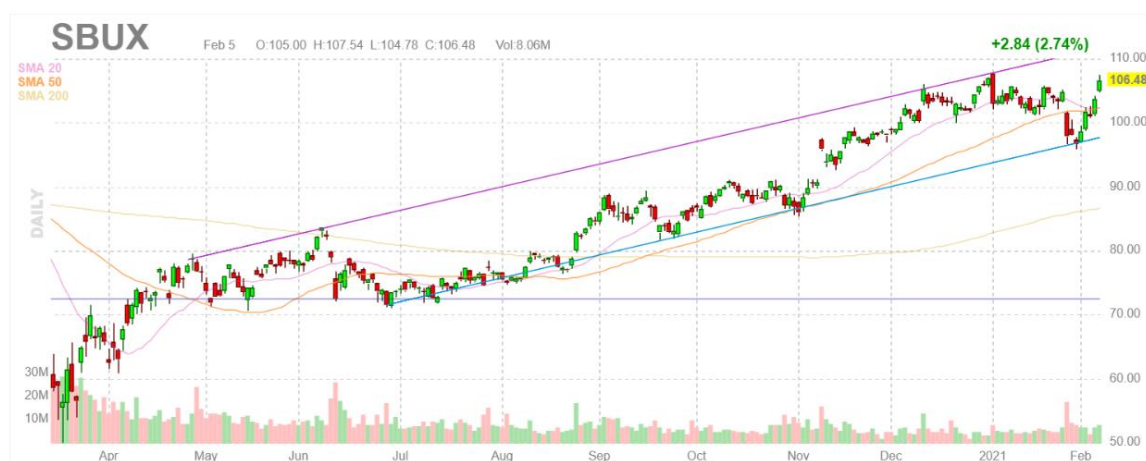 SBUX Feb 5 O:105.00 H:107.54 L:104.78 C:106.48 Vol:8.06M +2.84 (2.74%)
SMA 20
SMA 50
SMA 200
DAILY
110.00
106.48
100.00
90.00
80.00
70.00
60.00
50.00
30M
20M
10M
Apr May Jun Jul Aug Sep Oct Nov Dec 2021 Feb